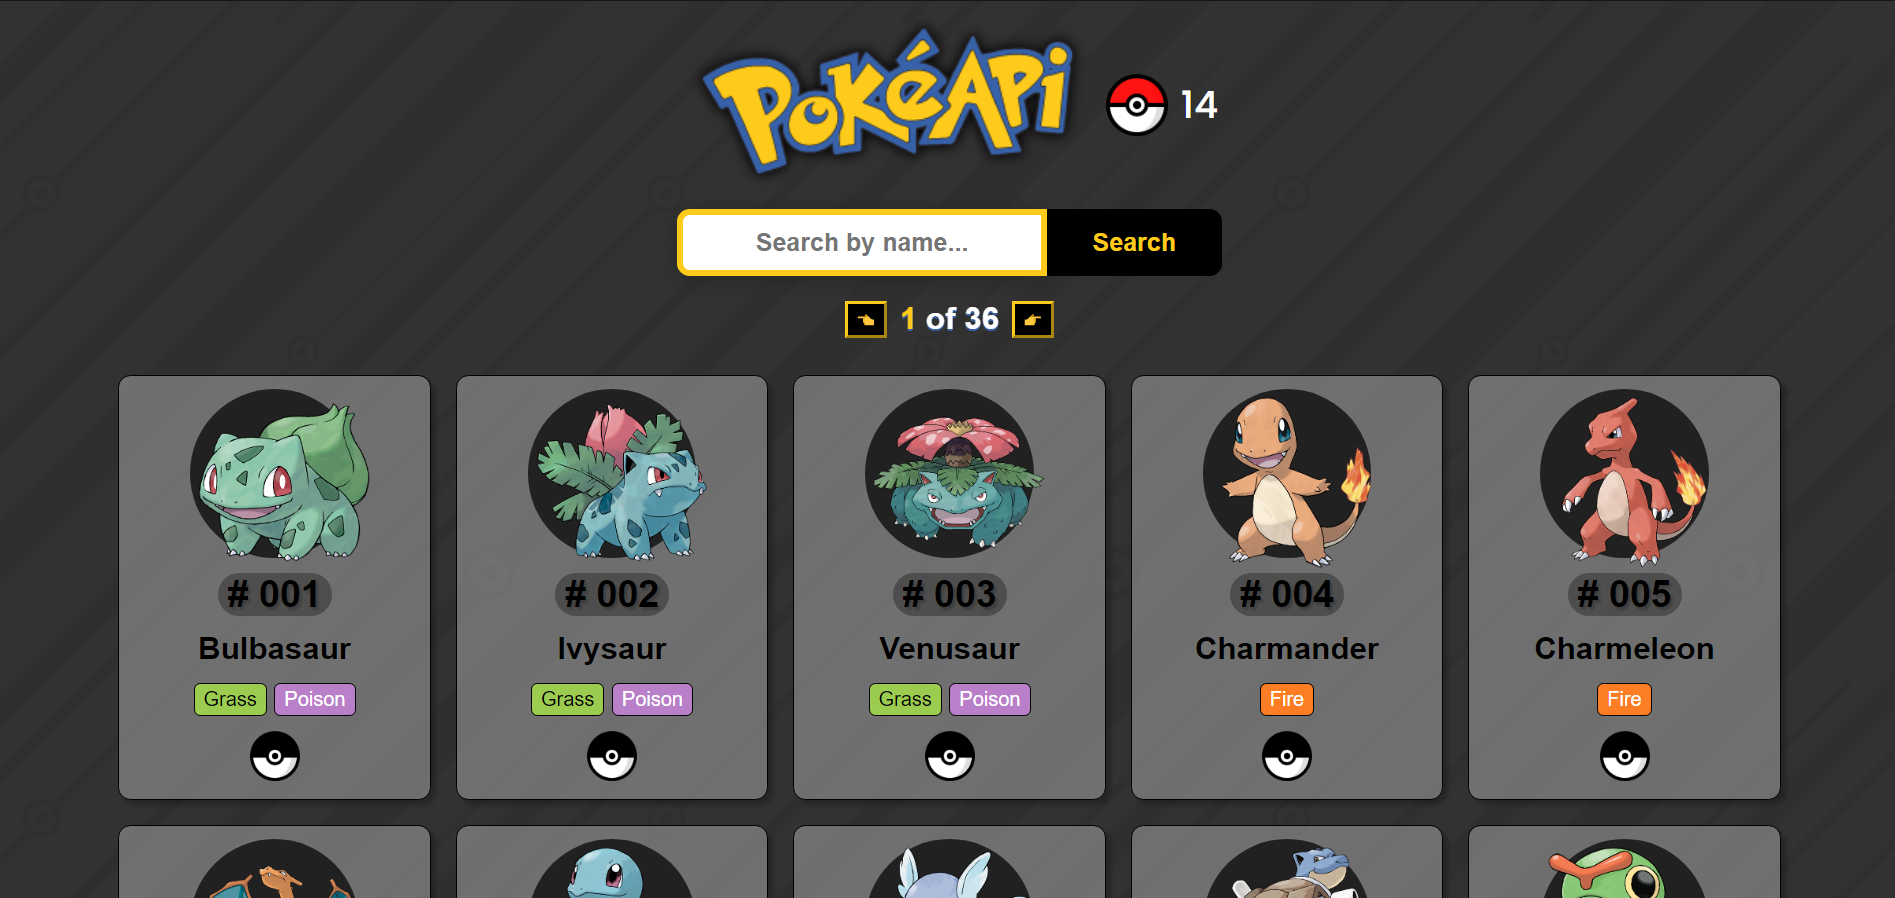 PokéApi
14
Search by name...
Search
1 of 36
# 001
Bulbasaur
Grass Poison
# 002
Ivysaur
Grass Poison
# 003
Venusaur
Grass Poison
# 004
Charmander
Fire
# 005
Charmeleon
Fire